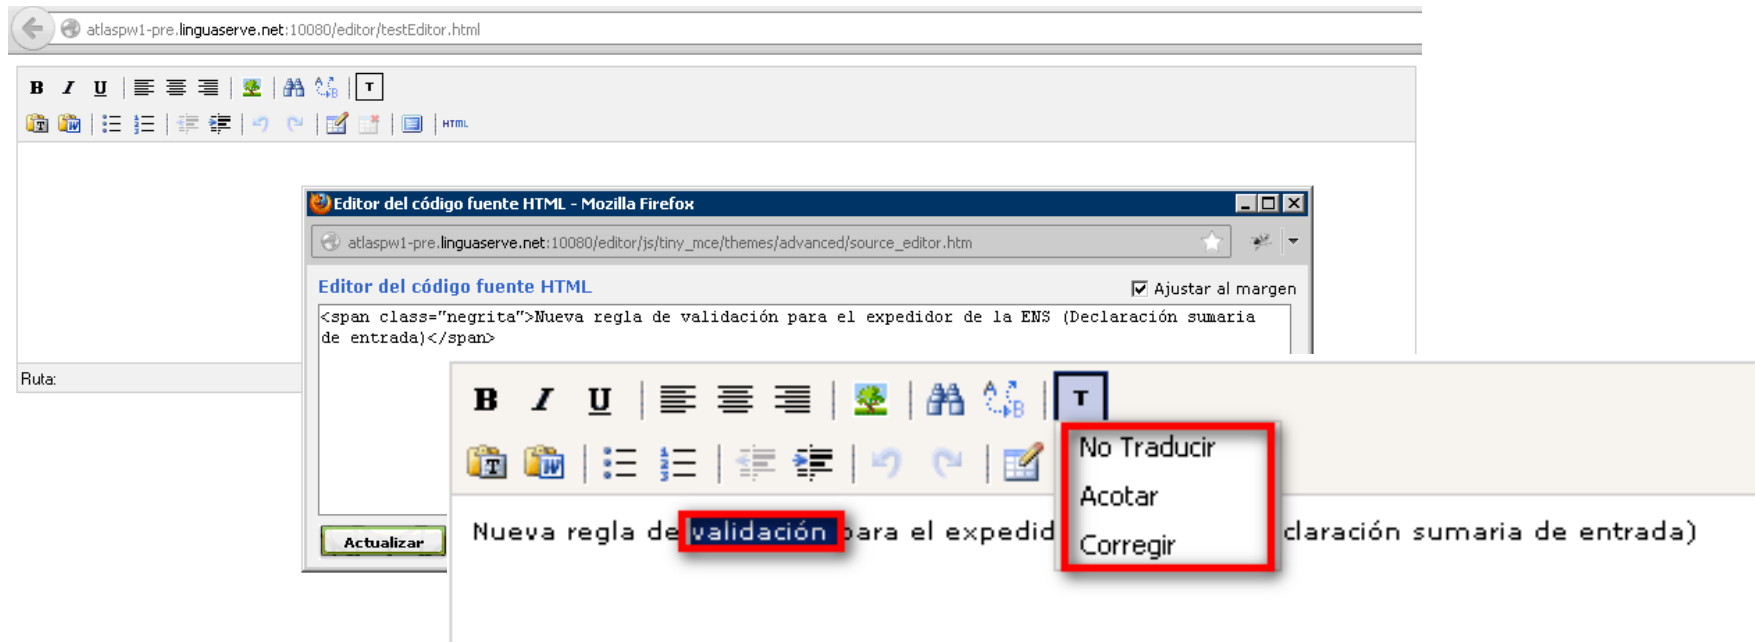 atlaspw1-pre.linguaserve.net:10080/editor/testEditor.html
B I U T
HTML
Editor del código fuente HTML - Mozilla Firefox
atlaspw1-pre.linguaserve.net:10080/editor/js/tiny_mce/themes/advanced/source_editor.htm
Editor del código fuente HTML
Ajustar al margen
<span class="negrita">Nueva regla de validación para el expedidor de la ENS (Declaración sumaria
de entrada)</span>
Ruta:
Actualizar
B I U T
No Traducir
Acotar
Corregir
Nueva regla de validación para el expedid claración sumaria de entrada)